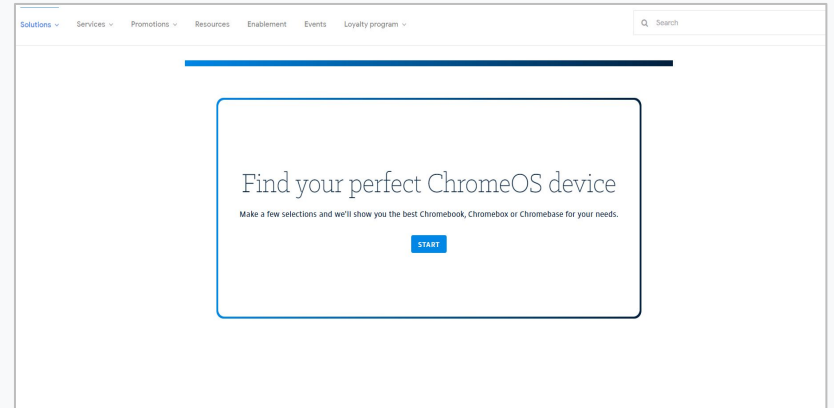 Solutions Services Promotions Resources Enablement Events Loyalty program Search
Find your perfect ChromeOS device
Make a few selections and we'll show you the best Chromebook, Chromebox or Chromebase for your needs.
START